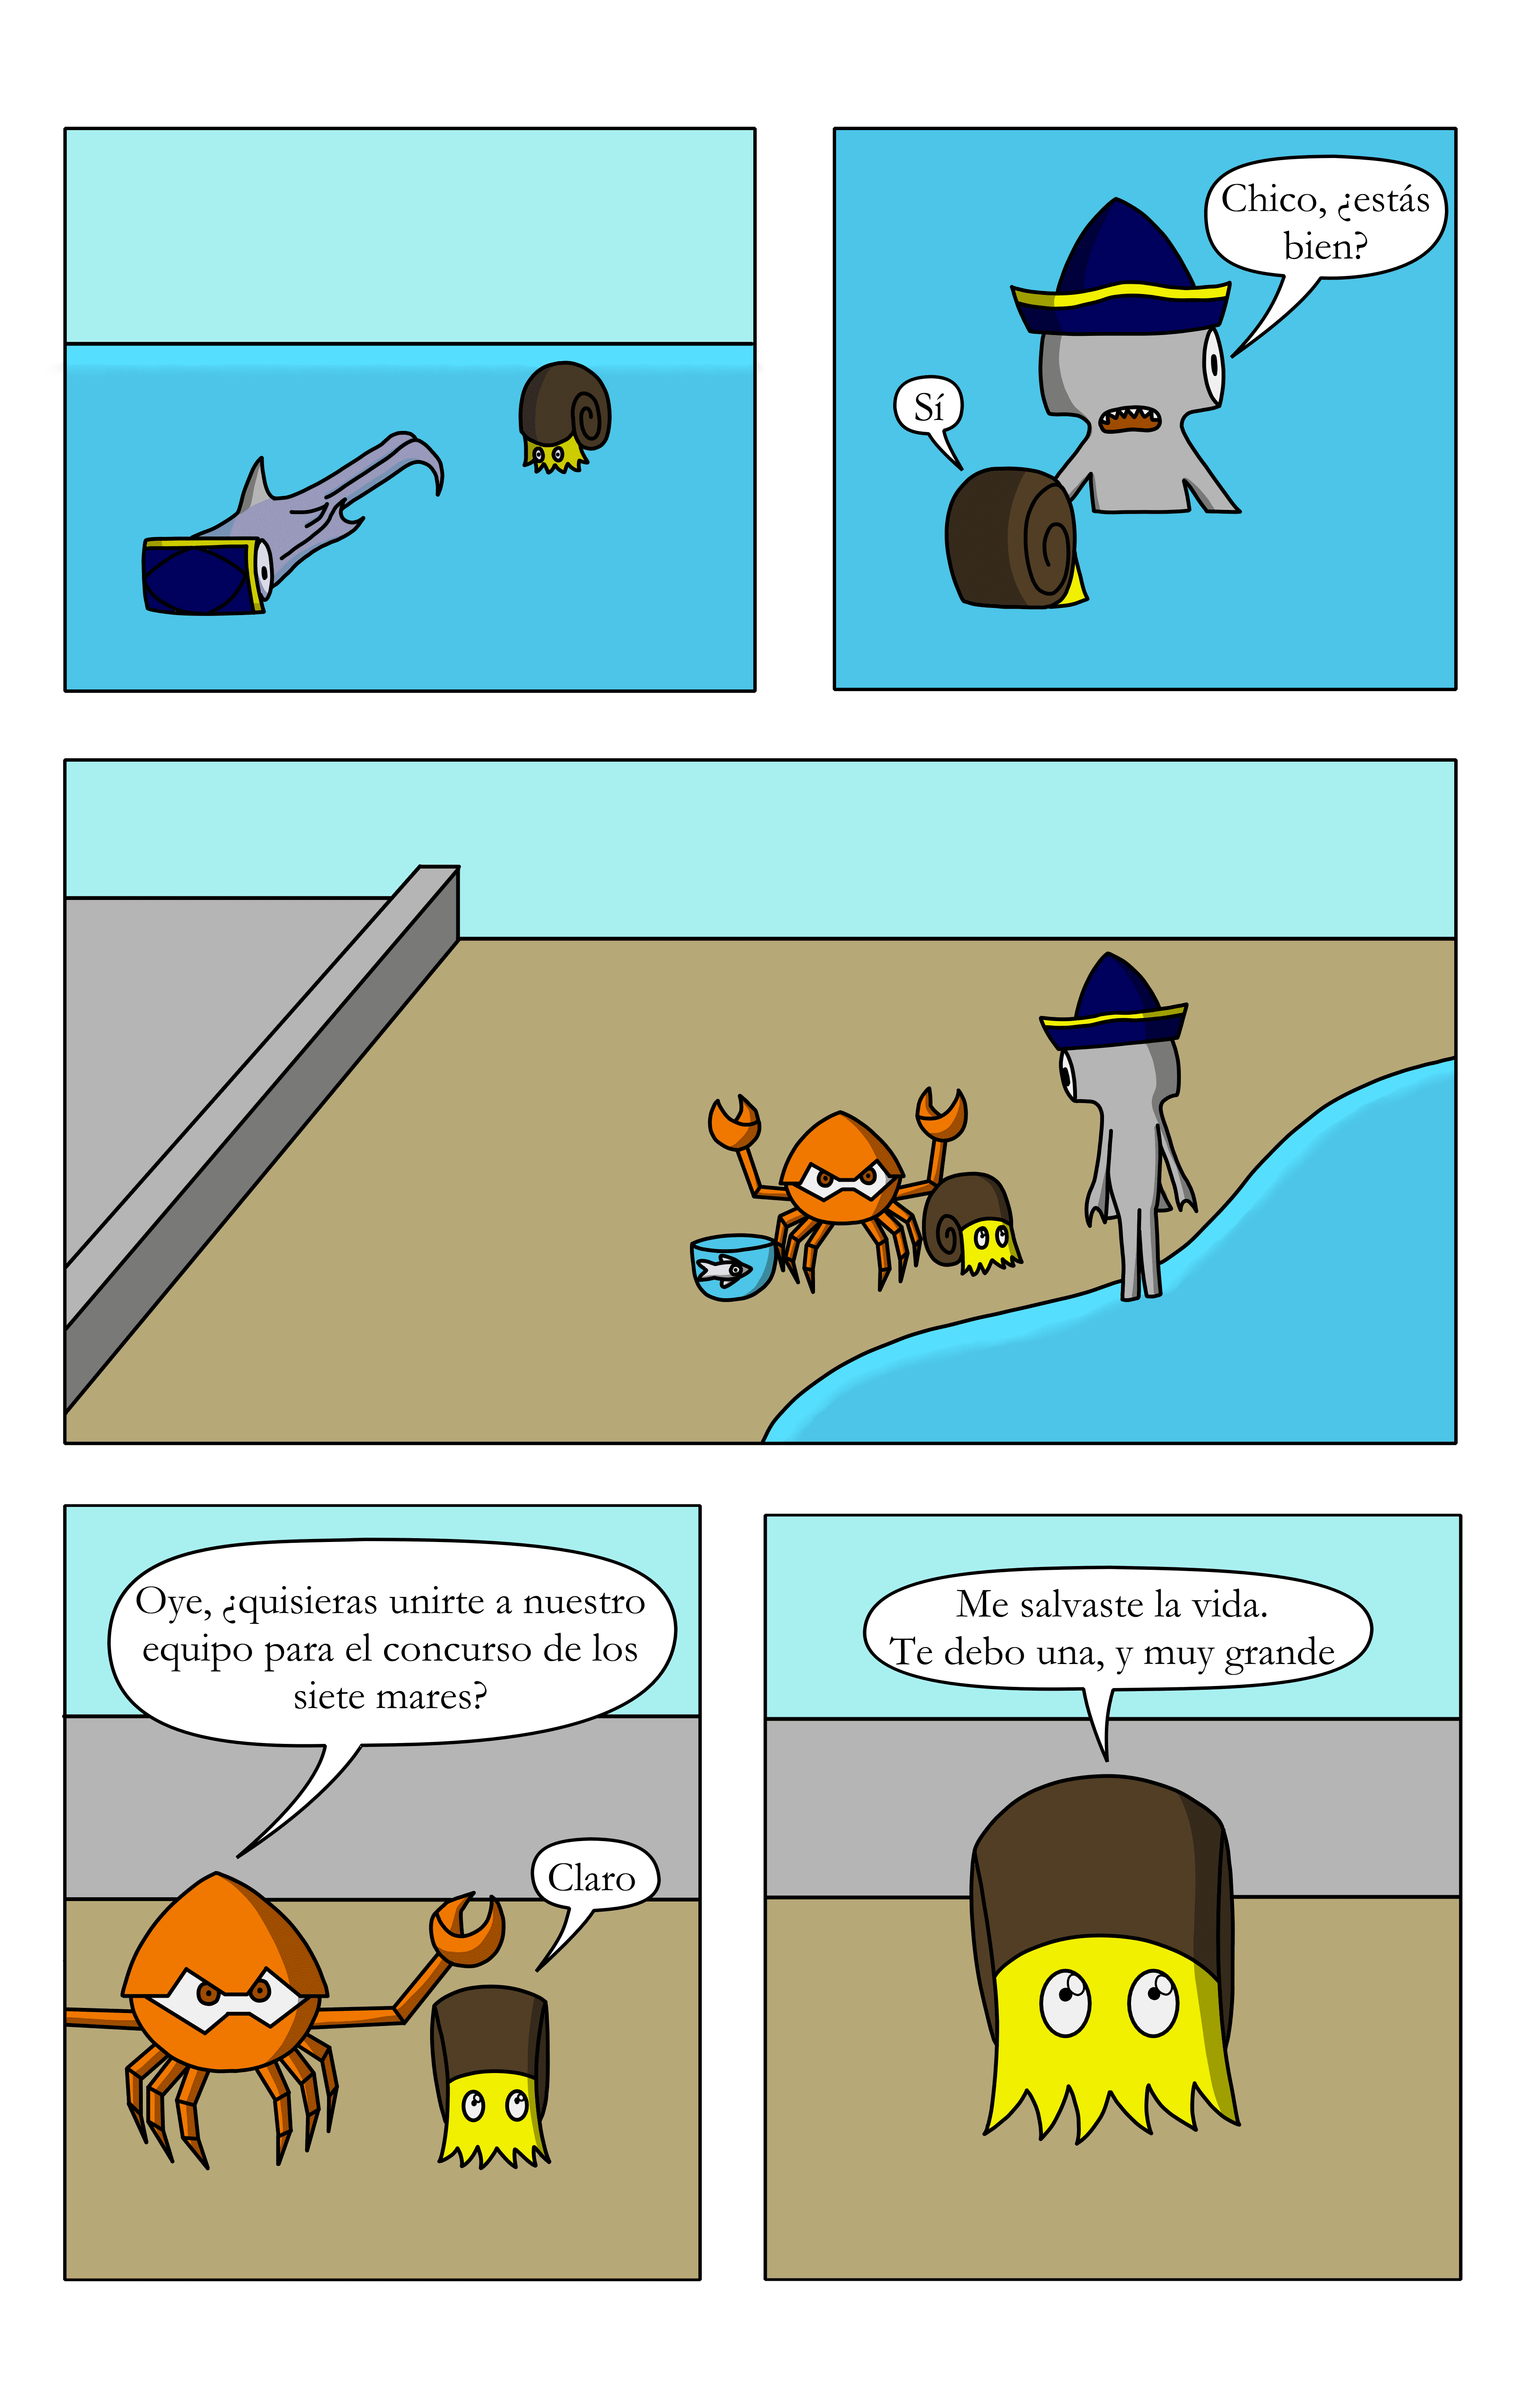 Chico, ¿estás
bien?
Sí
Oye, ¿quisieras unirte a nuestro
equipo para el concurso de los
siete mares?
Claro
Me salvaste la vida.
Te debo una, y muy grande